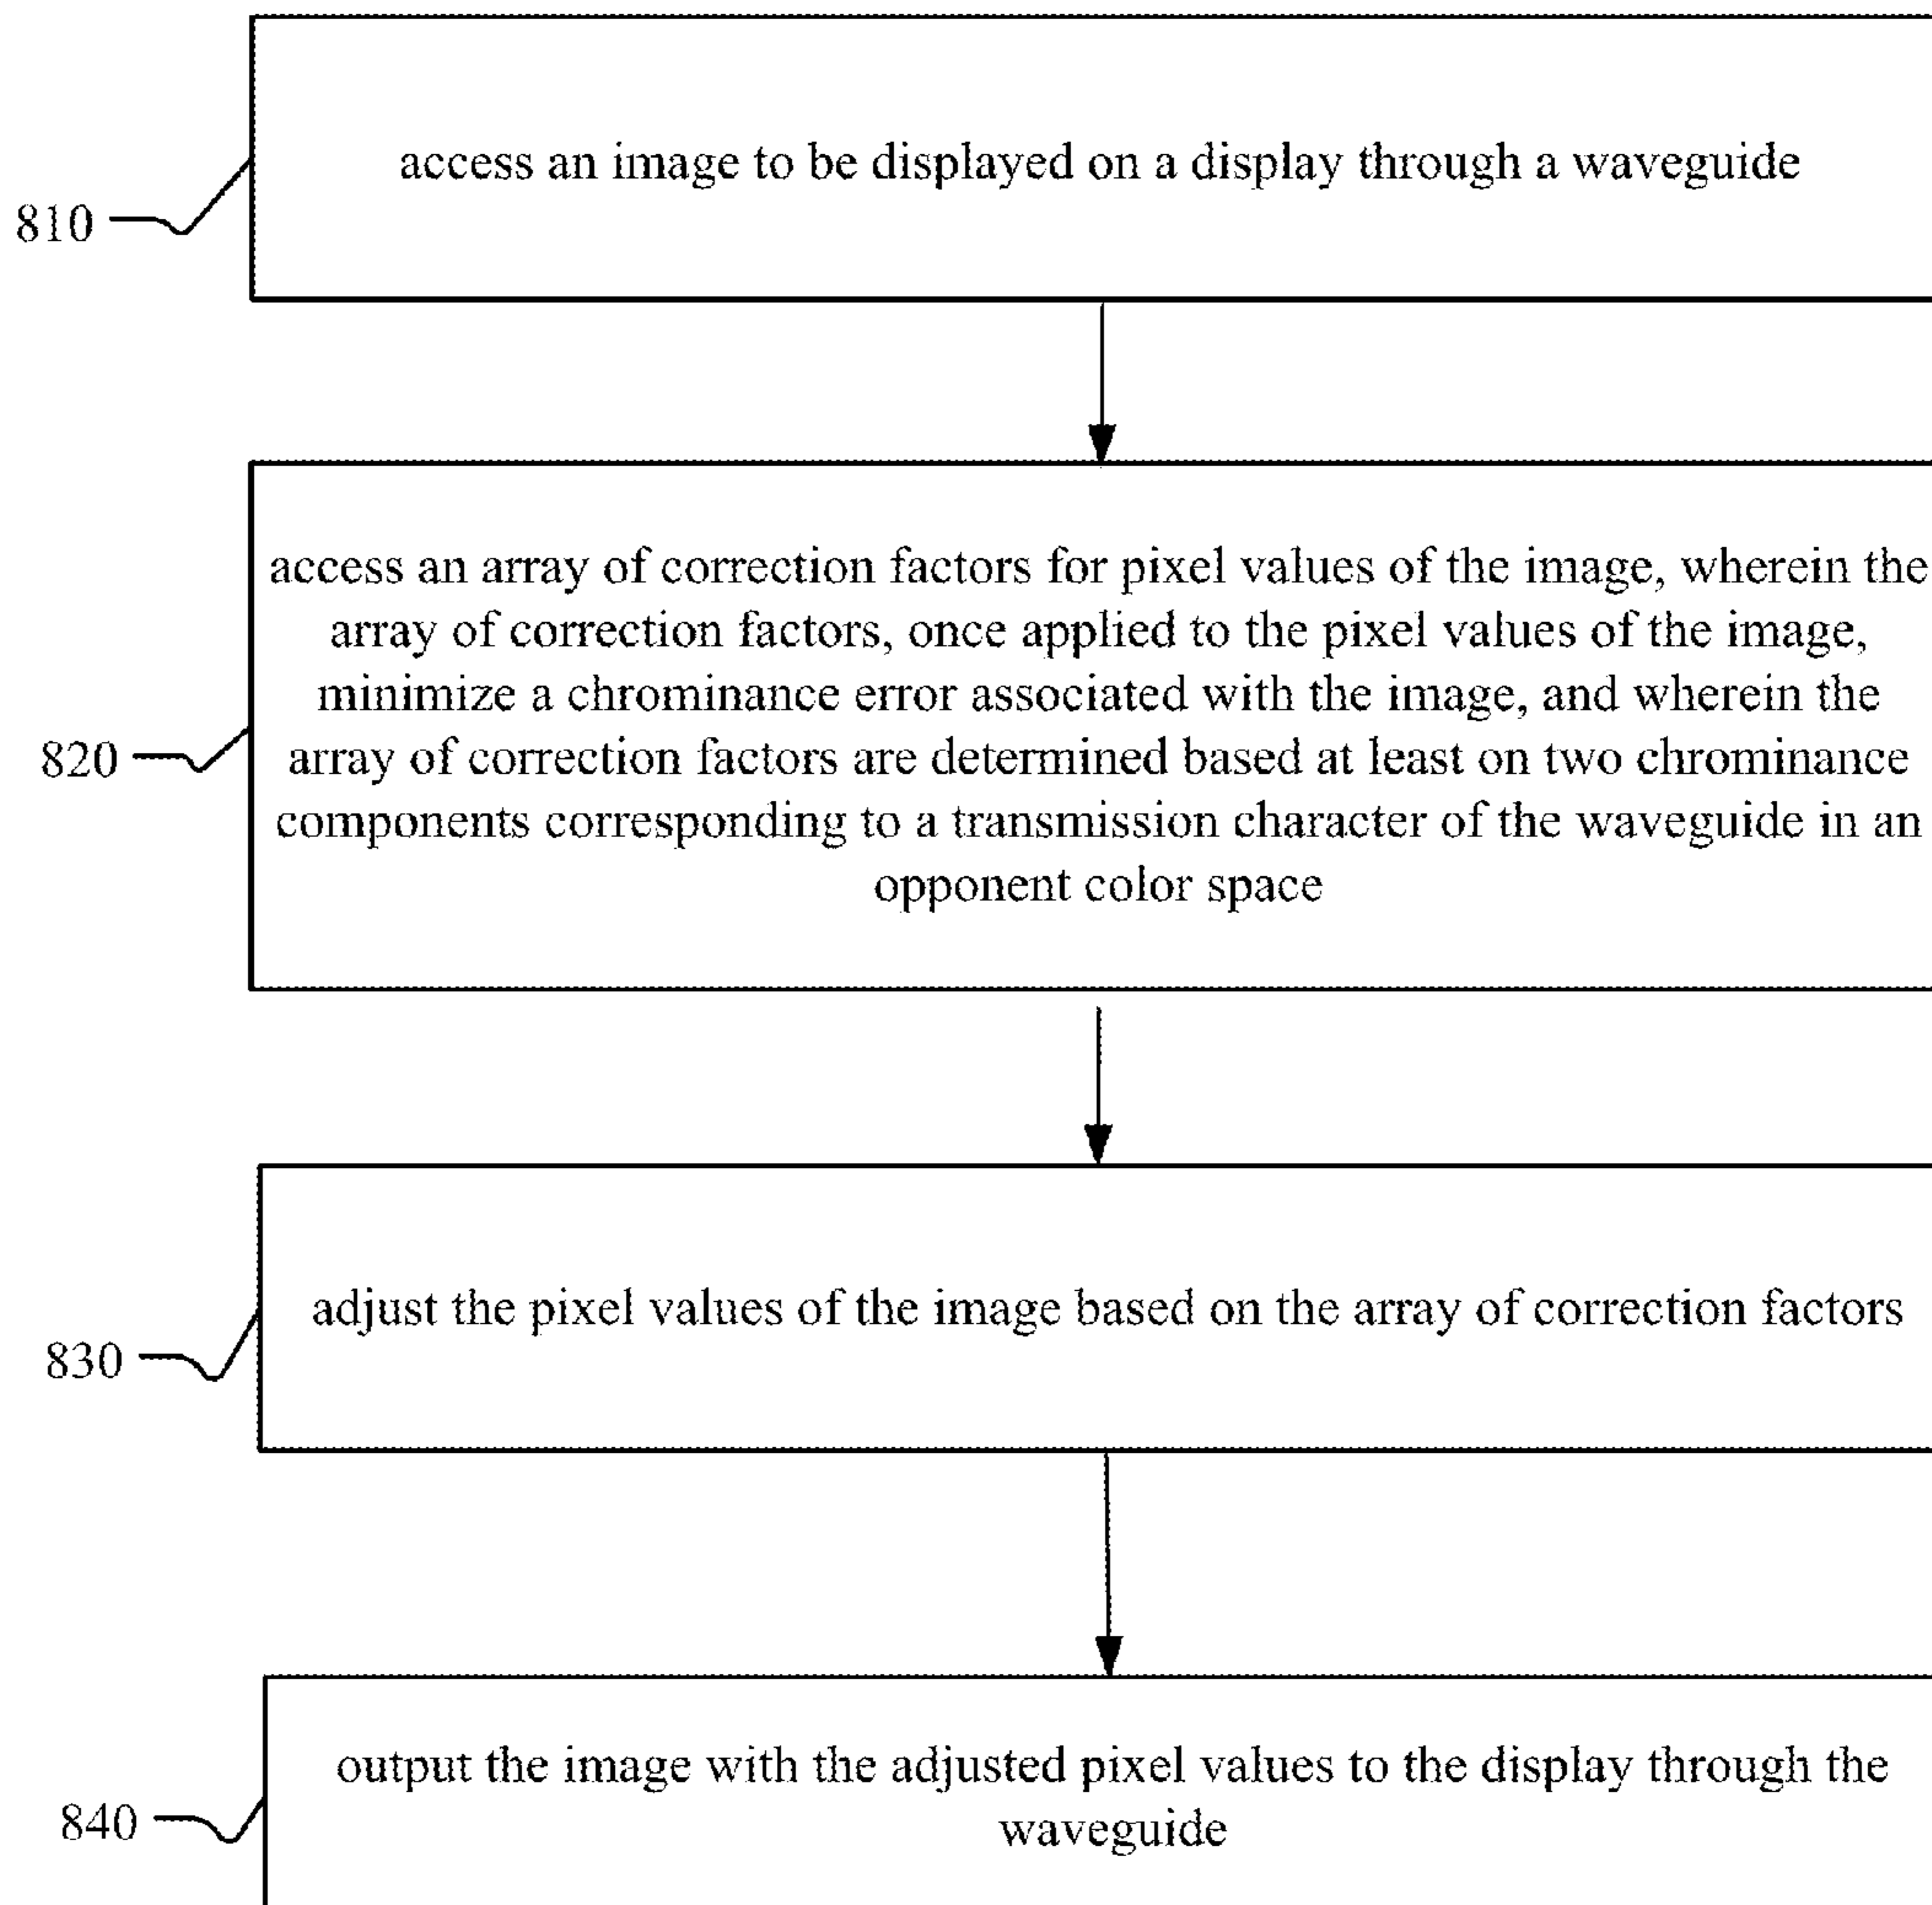 access an image to be displayed on a display through a waveguide
810
access an array of correction factors for pixel values of the image, wherein the
array of correction factors, once applied to the pixel values of the image,
minimize a chrominance error associated with the image, and wherein the
array of correction factors are determined based at least on two chrominance
components corresponding to a transmission character of the waveguide in an
opponent color space
820
adjust the pixel values of the image based on the array of correction factors
830
output the image with the adjusted pixel values to the display through the
waveguide
840